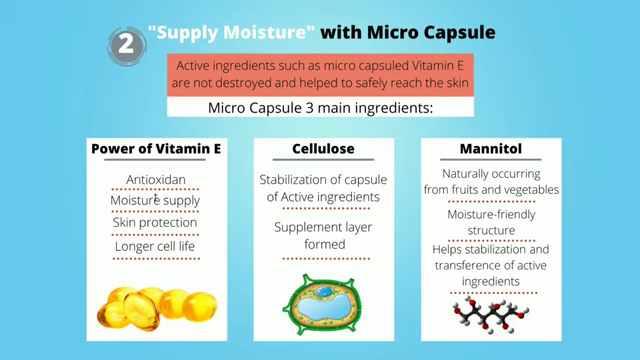 2
"Supply Moisture" with Micro Capsule
Active ingredients such as micro capsuled Vitamin E
are not destroyed and helped to safely reach the skin
Micro Capsule 3 main ingredients:
Power of Vitamin E
Antioxidan
Moisture supply
Skin protection
Longer cell life
Cellulose
Stabilization of capsule
of Active ingredients
Supplement layer
formed
Mannitol
Naturally occurring
from fruits and vegetables
Moisture-friendly
structure
Helps stabilization and
transference of active
ingredients